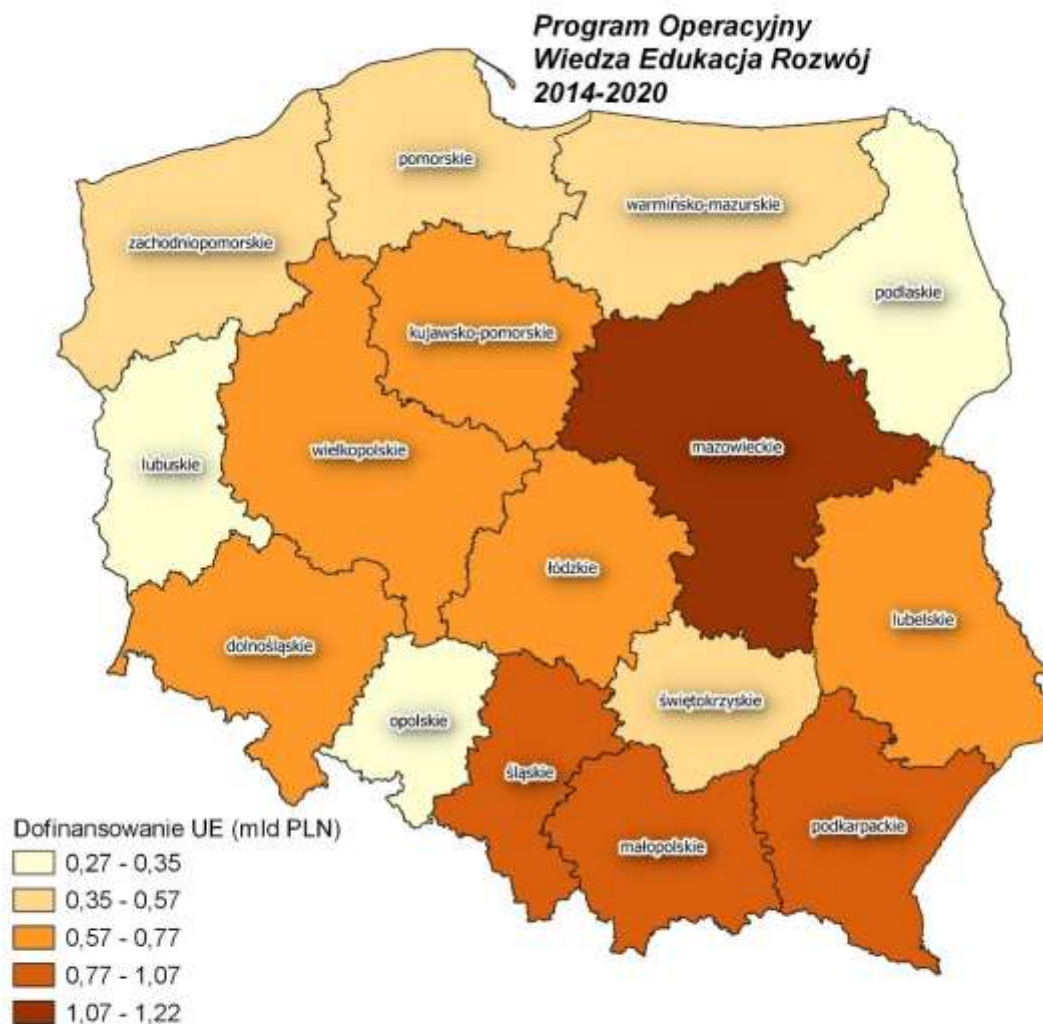 Program Operacyjny
Wiedza Edukacja Rozwój
2014-2020
pomorskie
warmińsko-mazurskie
zachodniopomorskie
podlaskie
kujawsko-pomorskie
mazowieckie
wielkopolskie
lubuskie
łódzkie
lubelskie
dolnośląskie
świętokrzyskie
opolskie
śląskie
podkarpackie
małopolskie
Dofinansowanie UE (mld PLN)
0,27 - 0,35
0,35 - 0,57
0,57 - 0,77
0,77 - 1,07
1,07 - 1,22